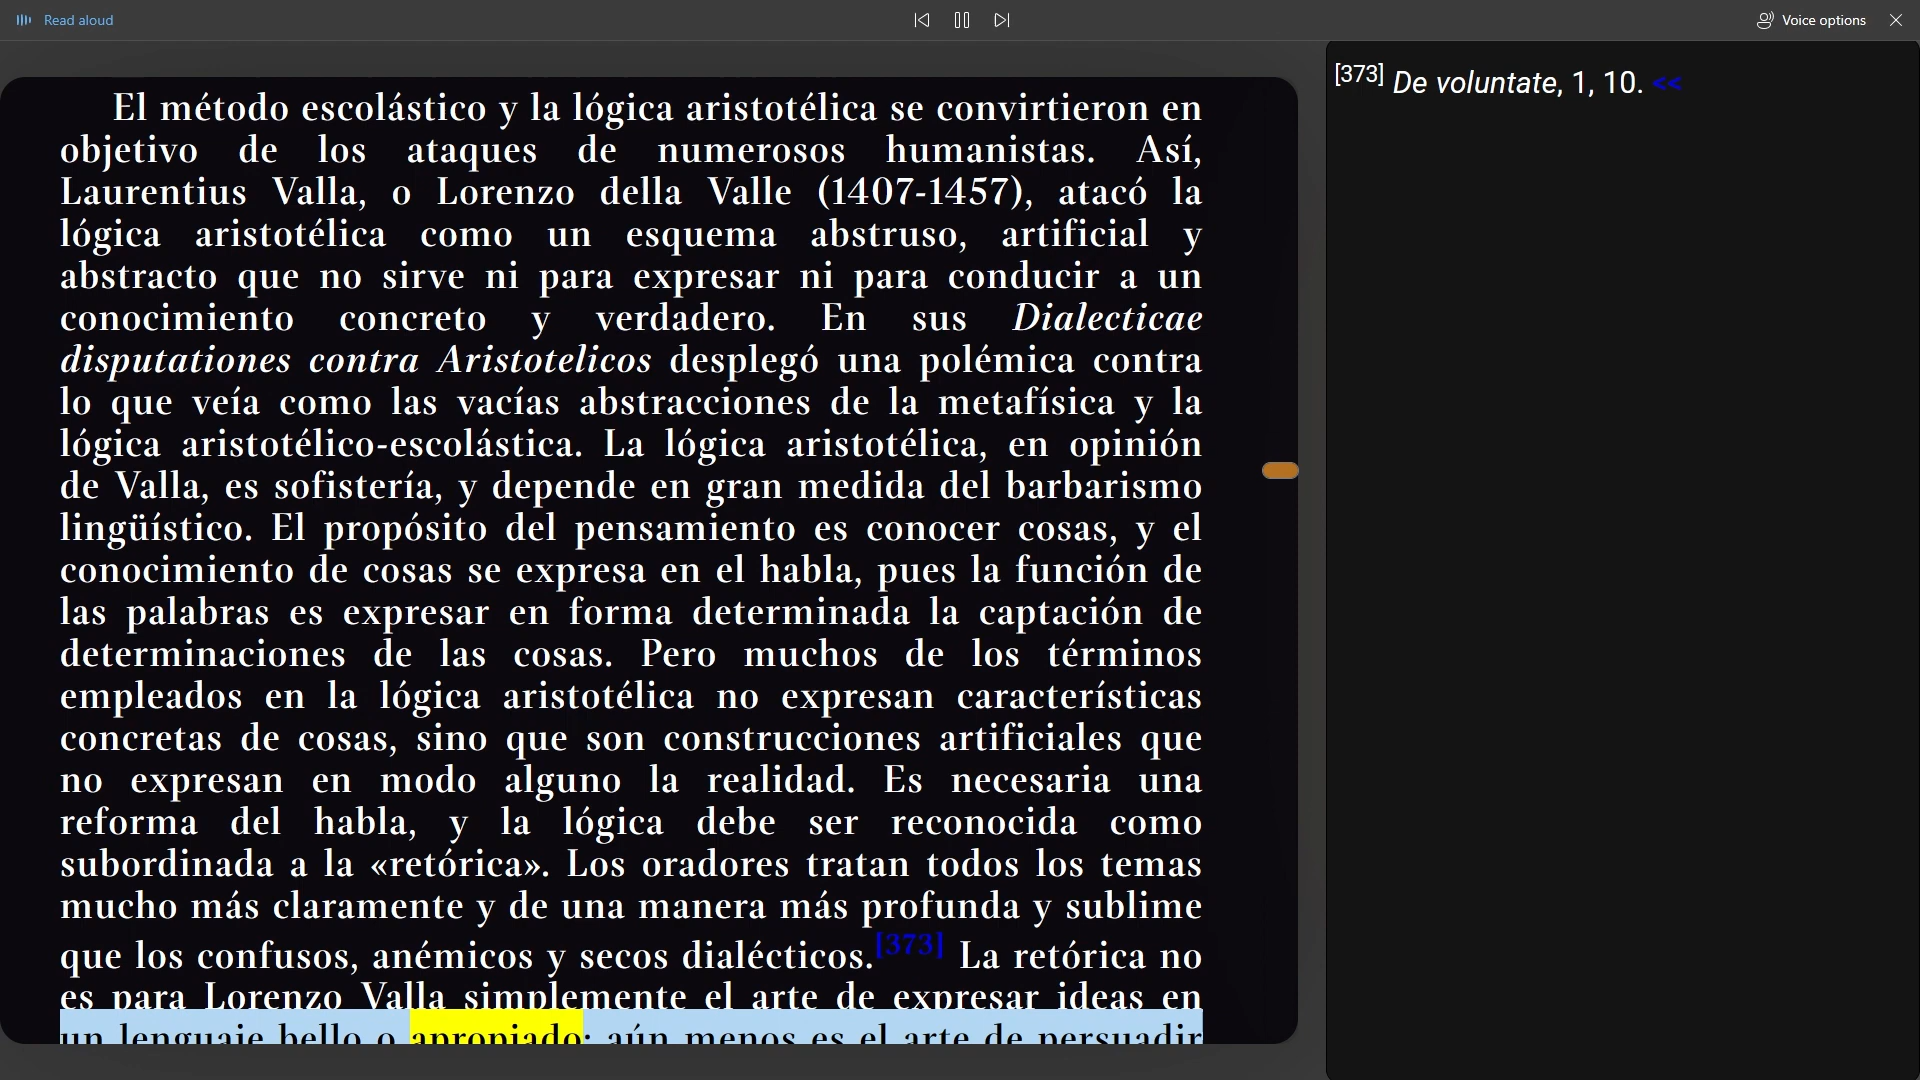 Read aloud
Voice options
El método escolástico y la lógica aristotélica se convirtieron en
objetivo de los ataques de numerosos humanistas. Así,
Laurentius Valla, o Lorenzo della Valle (1407-1457), atacó la
lógica aristotélica como un esquema abstruso, artificial y
abstracto que no sirve ni para expresar ni para conducir a un
conocimiento concreto y verdadero. En sus Dialecticae
disputationes contra Aristotelicos desplegó una polémica contra
lo que veía como las vacías abstracciones de la metafísica y la
lógica aristotélico-escolástica. La lógica aristotélica, en opinión
de Valla, es sofistería, y depende en gran medida del barbarismo
lingüístico. El propósito del pensamiento es conocer cosas, y el
conocimiento de cosas se expresa en el habla, pues la función de
las palabras es expresar en forma determinada la captación de
determinaciones de las cosas. Pero muchos de los términos
empleados en la lógica aristotélica no expresan características
concretas de cosas, sino que son construcciones artificiales que
no expresan en modo alguno la realidad. Es necesaria una
reforma del habla, y la lógica debe ser reconocida como
subordinada a la «retórica». Los oradores tratan todos los temas
mucho más claramente y de una manera más profunda y sublime
que los confusos, anémicos y secos dialécticos.[373] La retórica no
es para Lorenzo Valla simplemente el arte de expresar ideas en
un lenguaje bello o apropiado; aún menos es el arte de persuadir
[373] De voluntate, 1, 10. <<